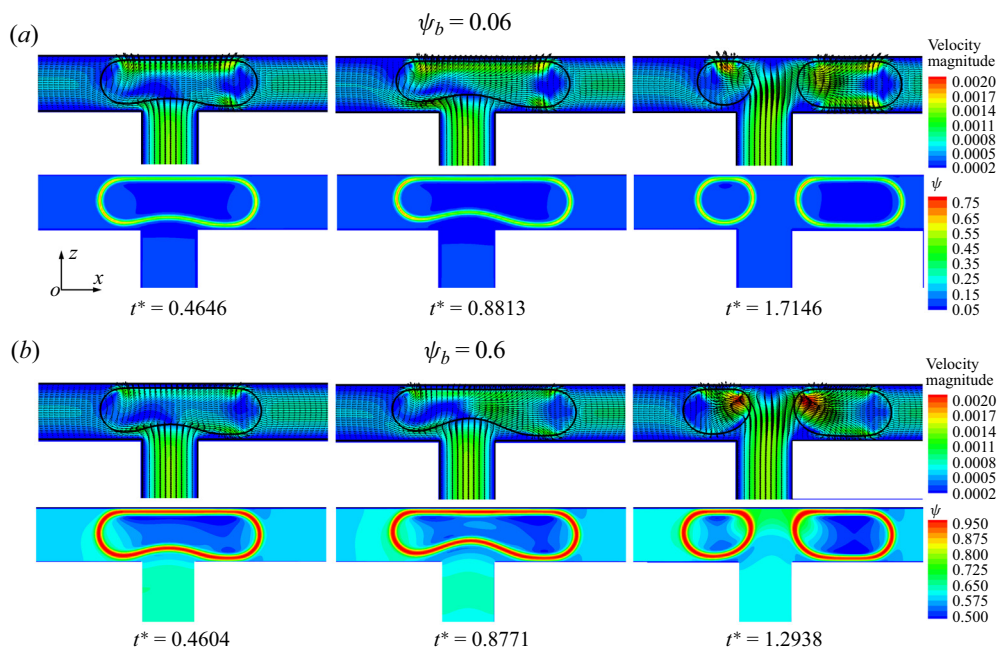 ψ_b = 0.06
(a)
Velocity
magnitude
0.0020
0.0017
0.0014
0.0011
0.0008
0.0005
0.0002
ψ
0.75
0.65
0.55
0.45
0.35
0.25
0.15
0.05
z
o
x
t* = 0.4646
t* = 0.8813
t* = 1.7146
(b)
ψ_b = 0.6
Velocity
magnitude
0.0020
0.0017
0.0014
0.0011
0.0008
0.0005
0.0002
ψ
0.950
0.875
0.800
0.725
0.650
0.575
0.500
t* = 0.4604
t* = 0.8771
t* = 1.2938